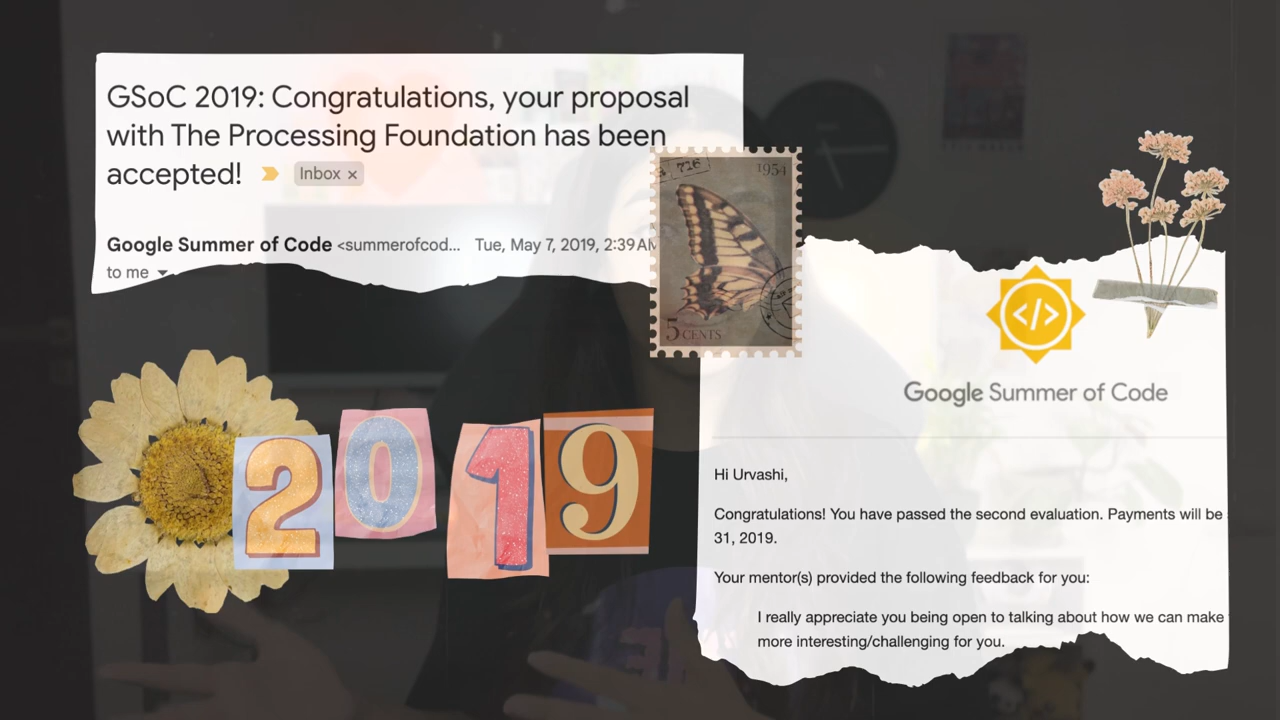 GSoC 2019: Congratulations, your proposal
with The Processing Foundation has been
accepted! Inbox ×
Google Summer of Code <summerofcod... Tue, May 7, 2019, 2:39 AM
to me
716
1954
5 CENTS
2019
</>
Google Summer of Code
Hi Urvashi,
Congratulations! You have passed the second evaluation. Payments will be
31, 2019.
Your mentor(s) provided the following feedback for you:
I really appreciate you being open to talking about how we can make
more interesting/challenging for you.